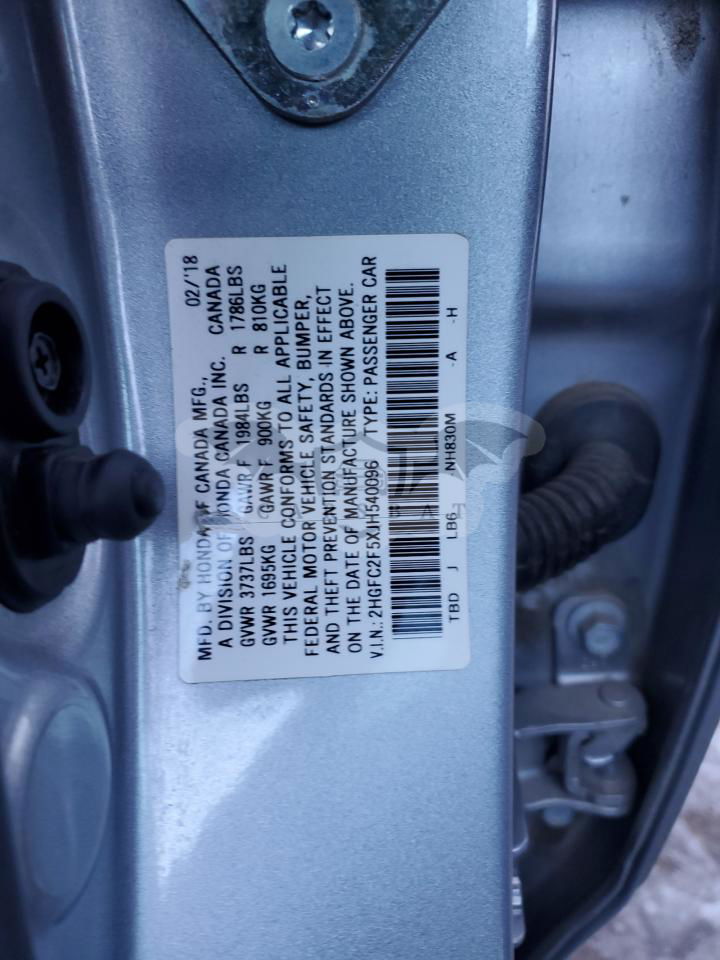 MFD. BY HONDA OF CANADA MFG., 02/'18
A DIVISION OF HONDA CANADA INC. CANADA
GVWR 3737LBS GAWR F 1984LBS R 1786LBS
GVWR 1695KG GAWR F 900KG R 810KG
THIS VEHICLE CONFORMS TO ALL APPLICABLE
FEDERAL MOTOR VEHICLE SAFETY, BUMPER,
AND THEFT PREVENTION STANDARDS IN EFFECT
ON THE DATE OF MANUFACTURE SHOWN ABOVE.
V.I.N.: 2HGFC2F5XJH540096 TYPE: PASSENGER CAR
TBD J LB6 NH830M -A -H